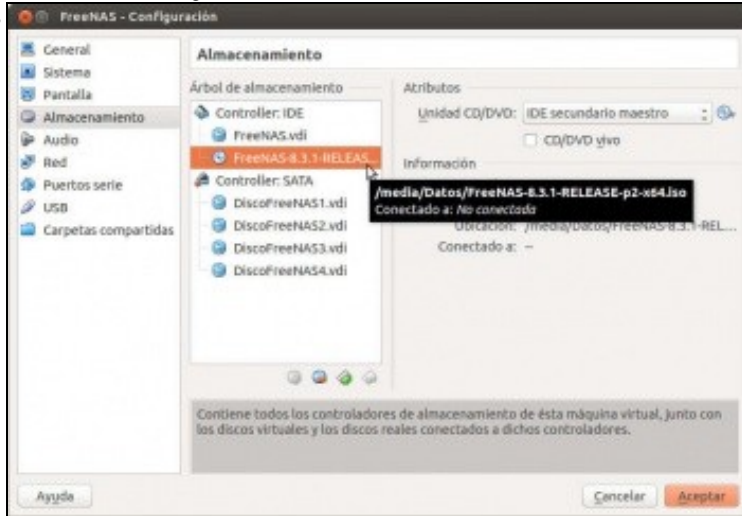 FreeNAS - Configuración
General
Sistema
Pantalla
Almacenamiento
Audio
Red
Puertos serie
USB
Carpetas compartidas
Almacenamiento
Árbol de almacenamiento
Controller: IDE
FreeNAS.vdi
FreeNAS-8.3.1-RELEAS...
Controller: SATA
DiscoFreeNAS1.vdi
DiscoFreeNAS2.vdi
DiscoFreeNAS3.vdi
DiscoFreeNAS4.vdi
Atributos
Unidad CD/DVD: IDE secundario maestro
CD/DVD vivo
Información
/media/Datos/FreeNAS-8.3.1-RELEASE-p2-x64.iso
Conectado a: No conectado
Ubicación: /media/Datos/FreeNAS-8.3.1-REL...
Conectado a: --
Contiene todos los controladores de almacenamiento de ésta máquina virtual, junto con
los discos virtuales y los discos reales conectados a dichos controladores.
Ayuda
Cancelar
Aceptar